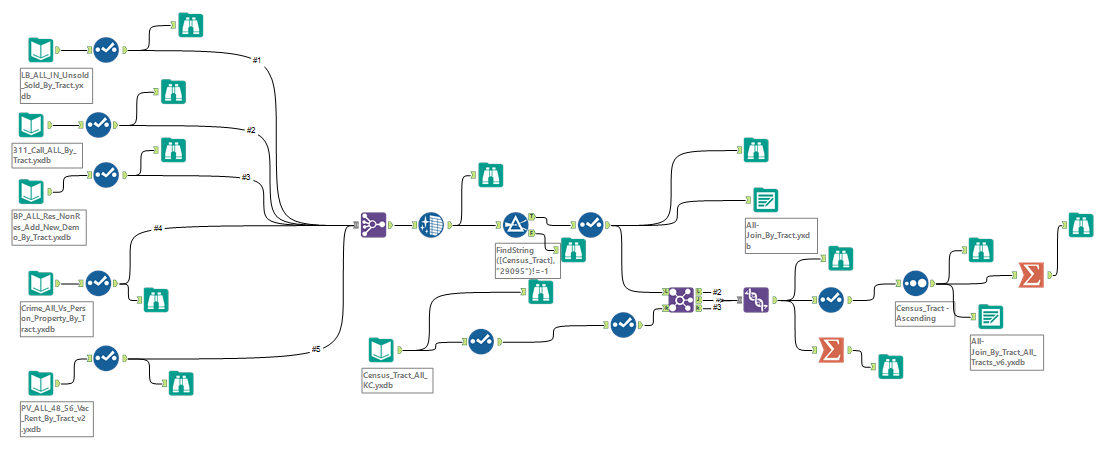 #1
LB_ALL_IN_Unsold
_Sold_By_Tract.yx
db
#2
311_Call_ALL_By_
Tract.yxdb
#3
BP_ALL_Res_NonR
es_Add_New_Dem
o_By_Tract.yxdb
#4
Crime_All_Vs_Pers
on_Property_By_T
ract.yxdb
#5
PV_ALL_48_56_Vac
_Rent_By_Tract_v2
.yxdb
T
F
FindString
([Census_Tract],
"29095")!=-1
All-
Join_By_Tract.yxd
b
Census_Tract_All_
KC.yxdb
L
J
R
#2
#3
Census_Tract -
Ascending
All-
Join_By_Tract_All_
Tracts_v6.yxdb